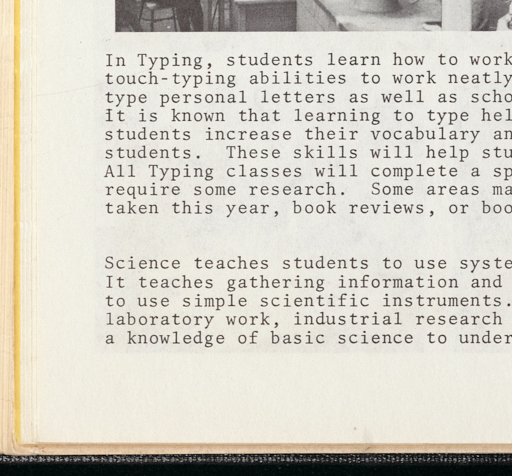 In Typing, students learn how to work
touch-typing abilities to work neatly
type personal letters as well as scho
It is known that learning to type hel
students increase their vocabulary an
students. These skills will help stu
All Typing classes will complete a sp
require some research. Some areas ma
taken this year, book reviews, or boo
Science teaches students to use syste
It teaches gathering information and
to use simple scientific instruments.
laboratory work, industrial research
a knowledge of basic science to under